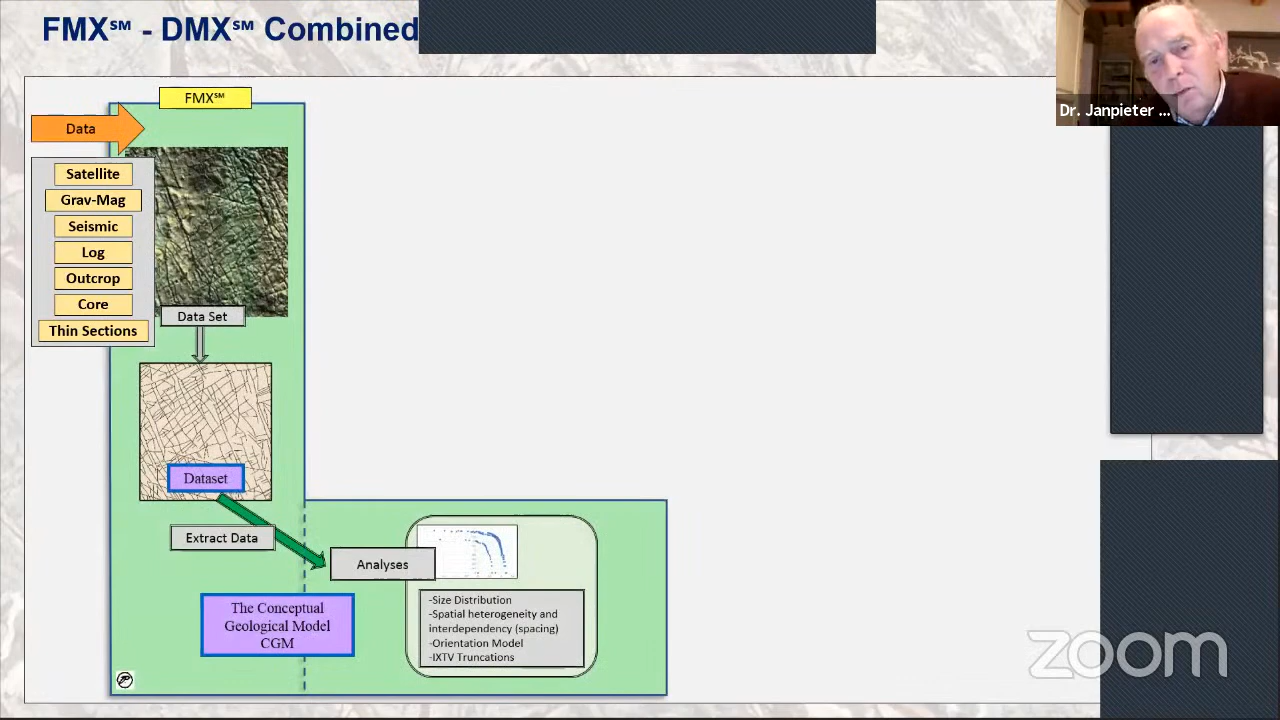 FMX℠ - DMX℠ Combined
FMX℠
Data
Satellite
Grav-Mag
Seismic
Log
Outcrop
Core
Thin Sections
Data Set
Dataset
Extract Data
Analyses
The Conceptual
Geological Model
CGM
-Size Distribution
-Spatial heterogeneity and
interdependency (spacing)
-Orientation Model
-IXTV Truncations
Dr. Janpieter ...
zoom